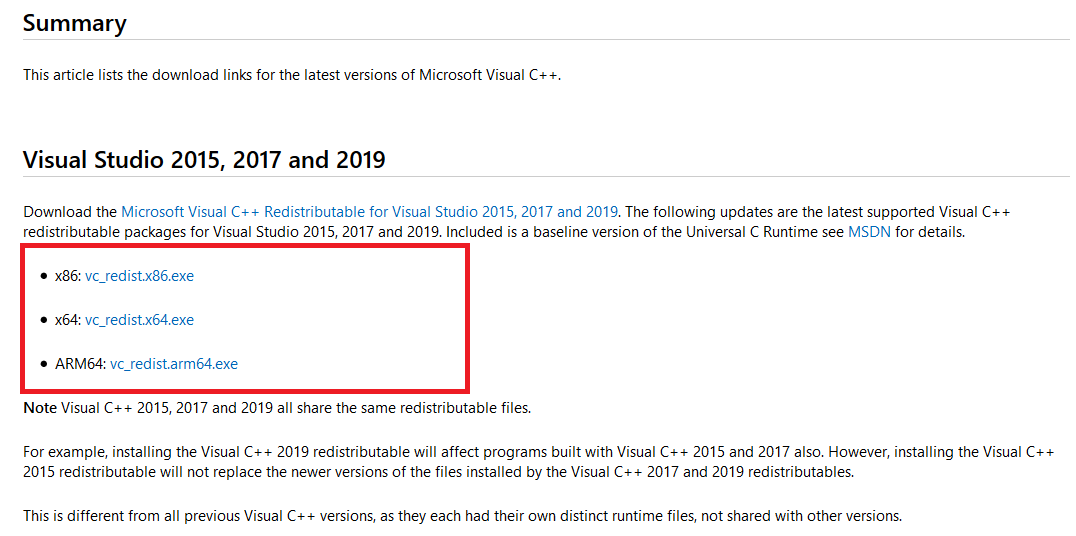 Summary
This article lists the download links for the latest versions of Microsoft Visual C++.
Visual Studio 2015, 2017 and 2019
Download the Microsoft Visual C++ Redistributable for Visual Studio 2015, 2017 and 2019. The following updates are the latest supported Visual C++
redistributable packages for Visual Studio 2015, 2017 and 2019. Included is a baseline version of the Universal C Runtime see MSDN for details.
• x86: vc_redist.x86.exe
• x64: vc_redist.x64.exe
• ARM64: vc_redist.arm64.exe
Note Visual C++ 2015, 2017 and 2019 all share the same redistributable files.
For example, installing the Visual C++ 2019 redistributable will affect programs built with Visual C++ 2015 and 2017 also. However, installing the Visual C++
2015 redistributable will not replace the newer versions of the files installed by the Visual C++ 2017 and 2019 redistributables.
This is different from all previous Visual C++ versions, as they each had their own distinct runtime files, not shared with other versions.